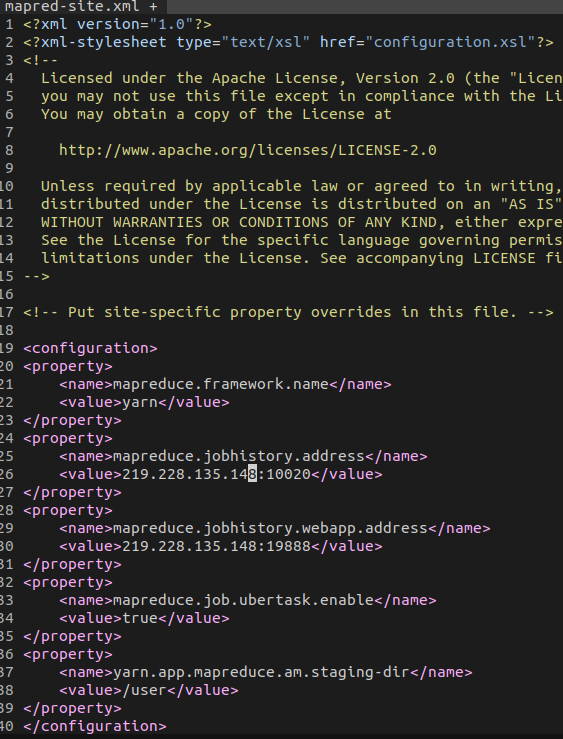 mapred-site.xml +
1 <?xml version="1.0"?>
2 <?xml-stylesheet type="text/xsl" href="configuration.xsl"?>
3 <!--
4   Licensed under the Apache License, Version 2.0 (the "Licen
5   you may not use this file except in compliance with the Li
6   You may obtain a copy of the License at
7
8     http://www.apache.org/licenses/LICENSE-2.0
9
10   Unless required by applicable law or agreed to in writing,
11   distributed under the License is distributed on an "AS IS"
12   WITHOUT WARRANTIES OR CONDITIONS OF ANY KIND, either expre
13   See the License for the specific language governing permis
14   limitations under the License. See accompanying LICENSE fi
15 -->
16
17 <!-- Put site-specific property overrides in this file. -->
18
19 <configuration>
20 <property>
21     <name>mapreduce.framework.name</name>
22     <value>yarn</value>
23 </property>
24 <property>
25     <name>mapreduce.jobhistory.address</name>
26     <value>219.228.135.148:10020</value>
27 </property>
28 <property>
29     <name>mapreduce.jobhistory.webapp.address</name>
30     <value>219.228.135.148:19888</value>
31 </property>
32 <property>
33     <name>mapreduce.job.ubertask.enable</name>
34     <value>true</value>
35 </property>
36 <property>
37     <name>yarn.app.mapreduce.am.staging-dir</name>
38     <value>/user</value>
39 </property>
40 </configuration>